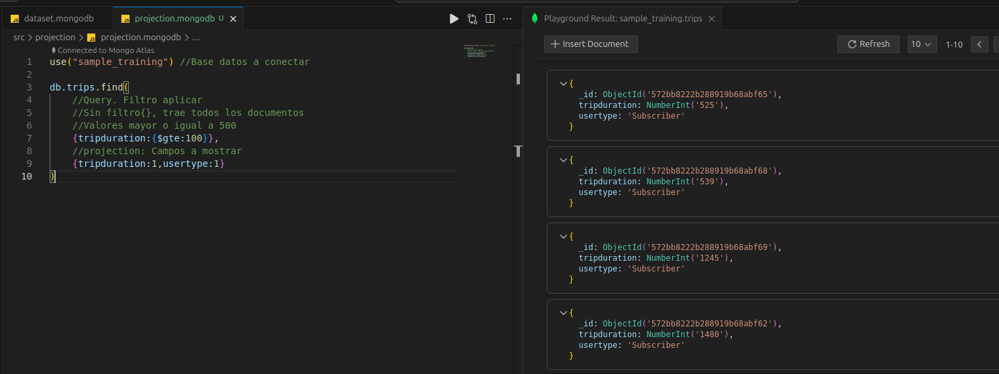 dataset.mongodb
projection.mongodb U
Playground Result: sample_training.trips
src > projection > JS projection.mongodb > ...
Connected to Mongo Atlas
1 use("sample_training") //Base datos a conectar
2
3 db.trips.find(
4 //Query. Filtro aplicar
5 //Sin filtro{}, trae todos los documentos
6 //Valores mayor o igual a 500
7 {tripduration:{$gte:100}},
8 //projection: Campos a mostrar
9 {tripduration:1,usertype:1}
10 )
Insert Document
Refresh
10
1-10
{
_id: ObjectId('572bb8222b288919b68abf65'),
tripduration: NumberInt('525'),
usertype: 'Subscriber'
}
{
_id: ObjectId('572bb8222b288919b68abf68'),
tripduration: NumberInt('539'),
usertype: 'Subscriber'
}
{
_id: ObjectId('572bb8222b288919b68abf69'),
tripduration: NumberInt('1245'),
usertype: 'Subscriber'
}
{
_id: ObjectId('572bb8222b288919b68abf62'),
tripduration: NumberInt('1480'),
usertype: 'Subscriber'
}